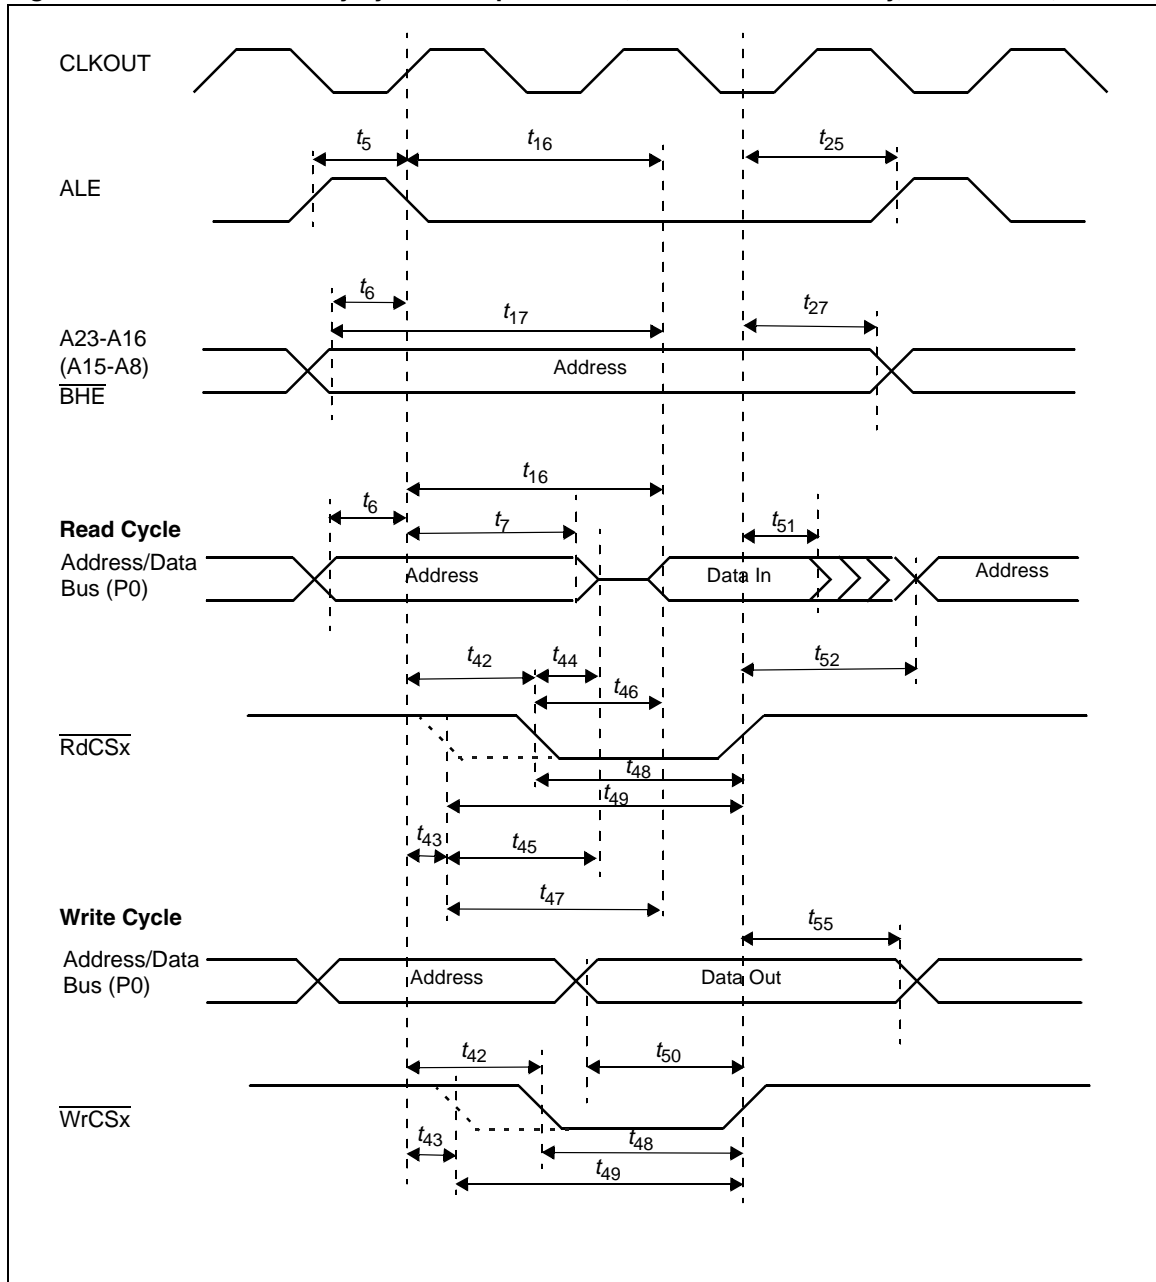 CLKOUT
t5
t16
t25
ALE
t6
t17
t27
A23-A16
(A15-A8)
BHE
Address
t16
t6
t7
t51
Read Cycle
Address/Data
Bus (P0)
Address
Data In
Address
t42
t44
t52
t46
RdCSx
t48
t49
t43
t45
t47
Write Cycle
t55
Address/Data
Bus (P0)
Address
Data Out
t42
t50
WrCSx
t43
t48
t49